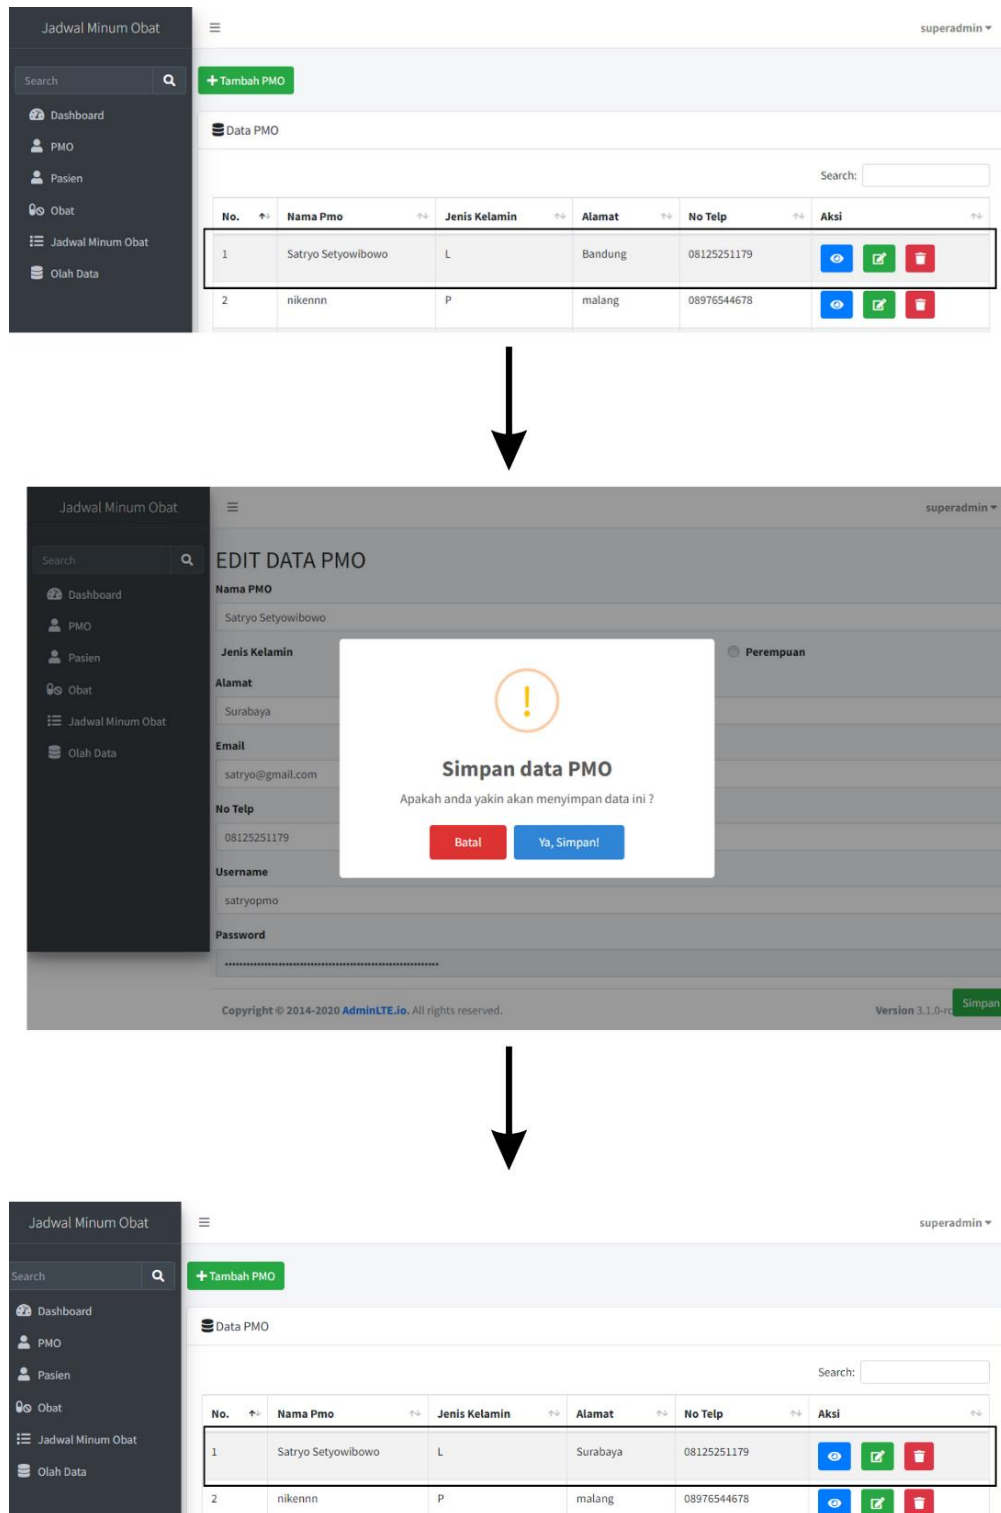 Jadwal Minum Obat
superadmin
Search
Tambah PMO
Dashboard
Data PMO
PMO
Pasien
Search:
Obat
No. Nama Pmo Jenis Kelamin Alamat No Telp Aksi
Jadwal Minum Obat
1 Satryo Setyowibowo L Bandung 08125251179
Olah Data
2 nikennn P malang 08976544678
Jadwal Minum Obat
superadmin
Search
EDIT DATA PMO
Dashboard
Nama PMO
PMO
Satryo Setyowibowo
Pasien
Jenis Kelamin
Perempuan
Obat
Alamat
Jadwal Minum Obat
Surabaya
Olah Data
Email
Simpan data PMO
satryo@gmail.com
Apakah anda yakin akan menyimpan data ini ?
No Telp
08125251179
Batal
Ya, Simpan!
Username
satryopmo
Password
Copyright © 2014-2020 AdminLTE.io. All rights reserved.
Version 3.1.0-rc
Simpan
Jadwal Minum Obat
superadmin
Search
Tambah PMO
Dashboard
Data PMO
PMO
Pasien
Search:
Obat
No. Nama Pmo Jenis Kelamin Alamat No Telp Aksi
Jadwal Minum Obat
1 Satryo Setyowibowo L Surabaya 08125251179
Olah Data
2 nikennn P malang 08976544678